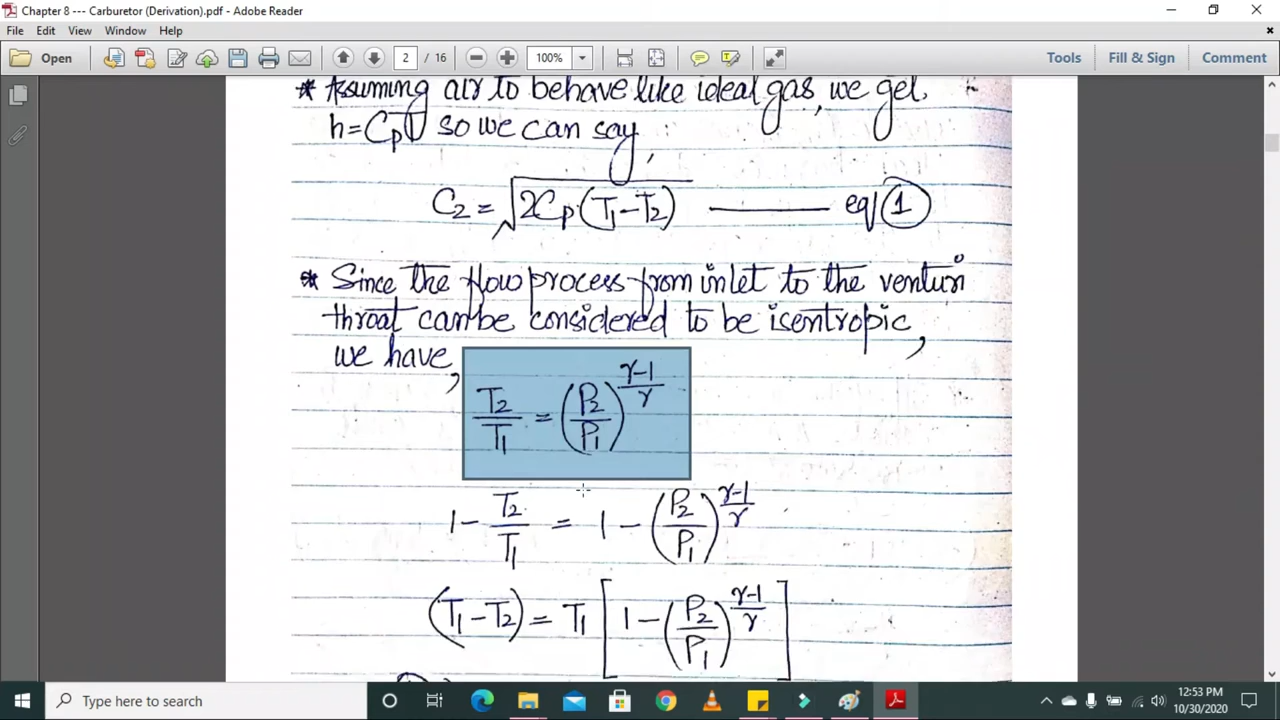 Chapter 8 --- Carburetor (Derivation).pdf - Adobe Reader
File Edit View Window Help
Open 2 / 16 100% Tools Fill & Sign Comment
* Assuming air to behave like ideal gas, we get
h=CpT so we can say,
C2 = √2Cp(T1-T2) ——— eq(1)
* Since the flow process from inlet to the venturi
throat can be considered to be isentropic,
we have,
T2/T1 = (P2/P1)^(γ-1)/γ
1 - T2/T1 = 1 - (P2/P1)^(γ-1)/γ
(T1-T2) = T1 [1 - (P2/P1)^(γ-1)/γ]
Type here to search
12:53 PM
10/30/2020